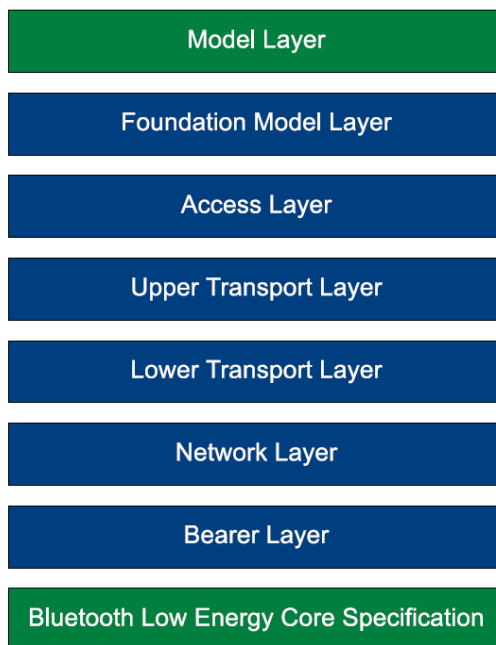 Model Layer
Foundation Model Layer
Access Layer
Upper Transport Layer
Lower Transport Layer
Network Layer
Bearer Layer
Bluetooth Low Energy Core Specification